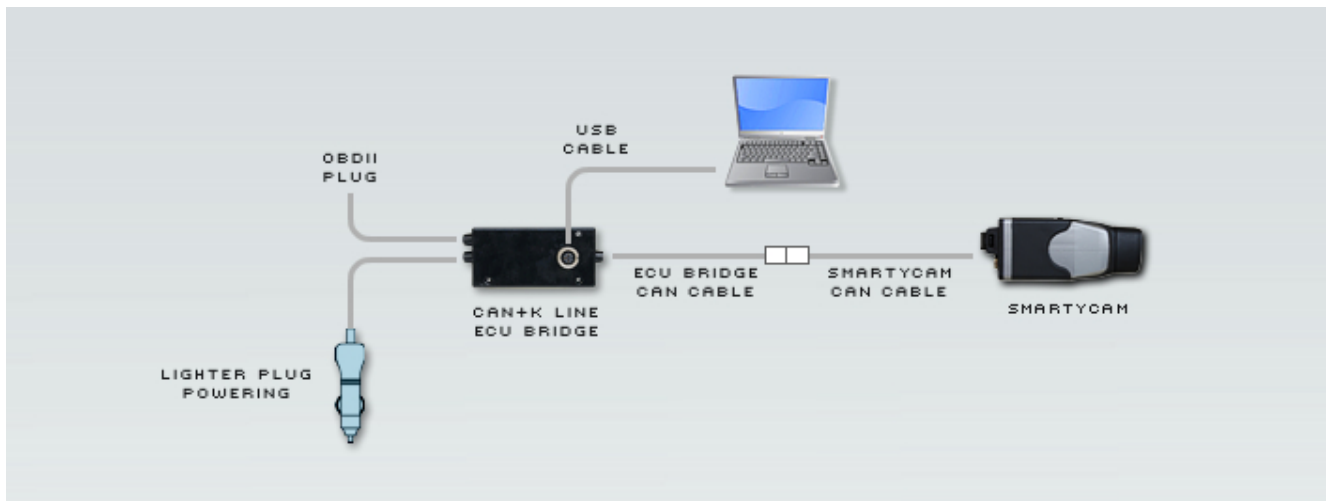 USB
CABLE
OBDII
PLUG
ECU BRIDGE
CAN CABLE
SMARTYCAM
CAN CABLE
SMARTYCAM
CAN+K LINE
ECU BRIDGE
LIGHTER PLUG
POWERING